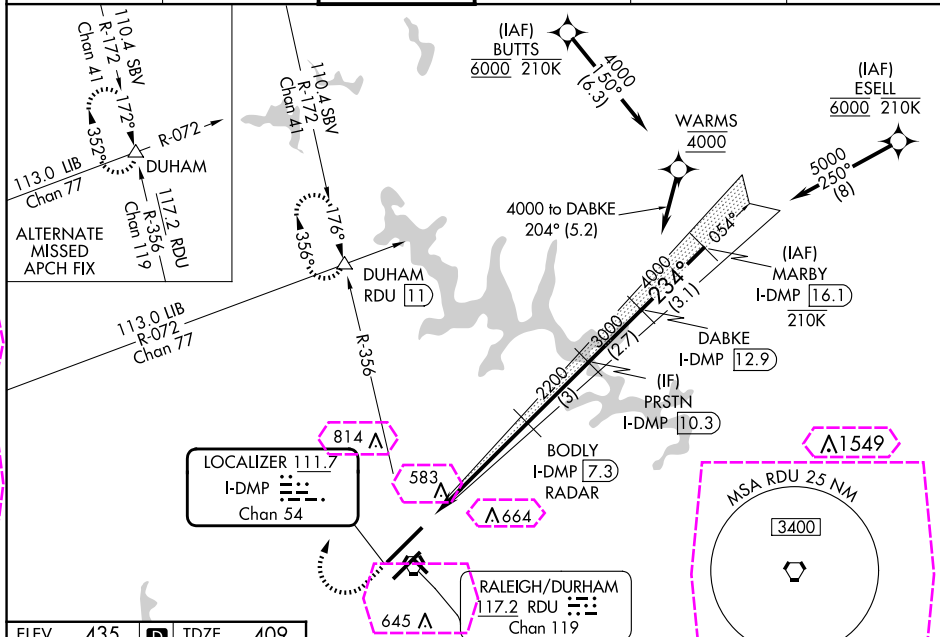 110.4 SBV
R-172
Chan 41
172°
352°
R-072
DUHAM
113.0 LIB
Chan 77
117.2 RDU
R-356
Chan 119
ALTERNATE
MISSED
APCH FIX
110.4 SBV
R-172
Chan 41
176°
356°
DUHAM
RDU 11
113.0 LIB
R-072
Chan 77
R-356
(IAF)
BUTTS
6000 210K
4000
150°
(6.3)
(IAF)
ESELL
6000 210K
5000
250°
(8)
WARMS
4000
4000 to DABKE
204° (5.2)
054°
234°
4000
(3.1)
(IAF)
MARBY
I-DMP 16.1
210K
3000
(2.7)
DABKE
I-DMP 12.9
2200
(3)
(IF)
PRSTN
I-DMP 10.3
BODLY
I-DMP 7.3
RADAR
814
583
664
645
1549
LOCALIZER 111.7
I-DMP
Chan 54
RALEIGH/DURHAM
117.2 RDU
Chan 119
MSA RDU 25 NM
3400
ELEV 435 D TDZE 409